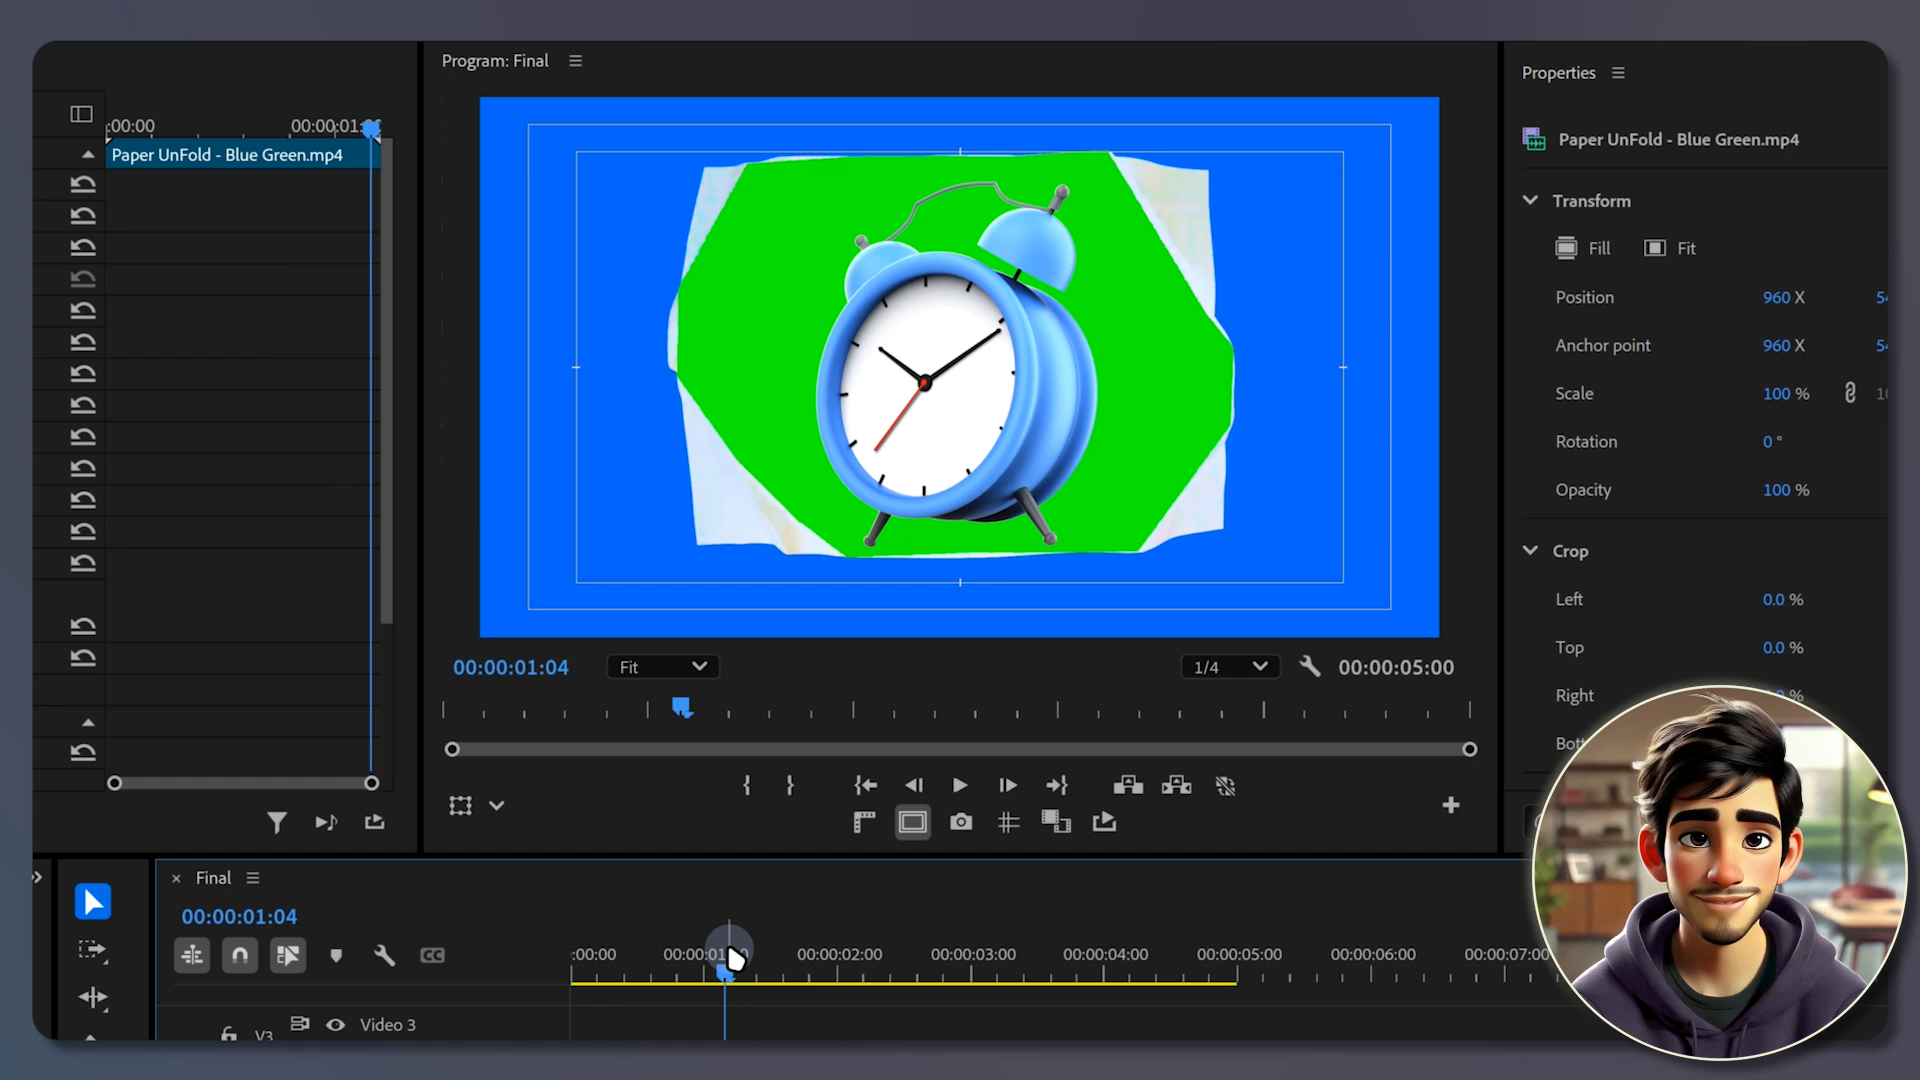 Program: Final
Properties
:00:00
00:00:01:
Paper UnFold - Blue Green.mp4
Paper UnFold - Blue Green.mp4
Transform
Fill
Fit
Position
960 X
Anchor point
960 X
Scale
100 %
Rotation
0 °
Opacity
100 %
Crop
Left
0.0 %
Top
0.0 %
Right
%
00:00:01:04
Fit
1/4
00:00:05:00
× Final
00:00:01:04
CC
:00:00
00:00:02:00
00:00:03:00
00:00:04:00
00:00:05:00
00:00:06:00
00:00:07:00
V3
Video 3